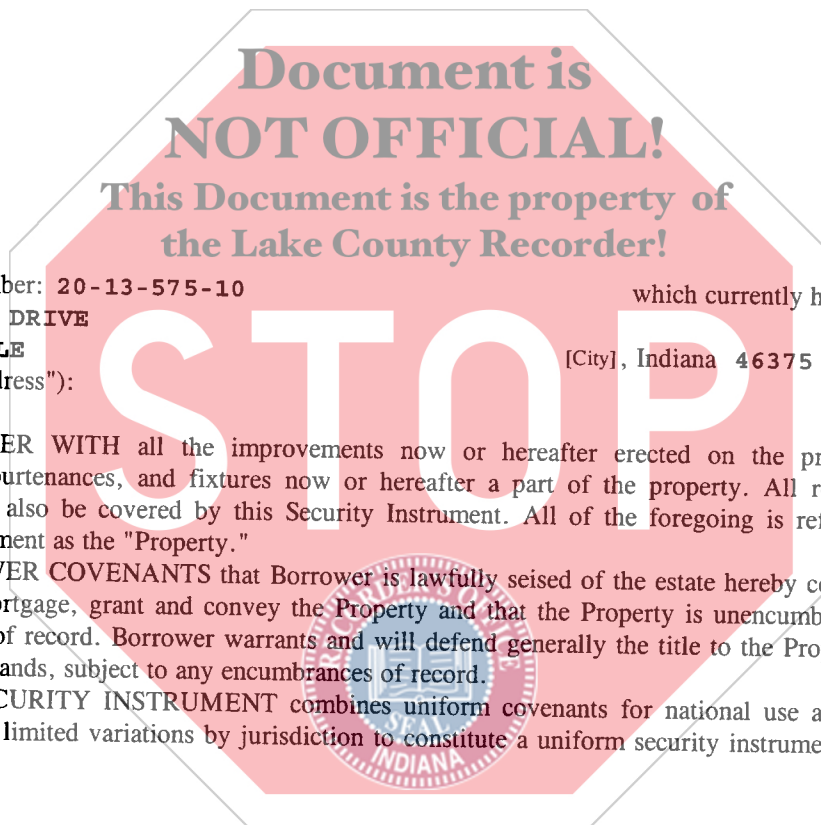 Document is
NOT OFFICIAL!
This Document is the property of
the Lake County Recorder!
ber: 20-13-575-10 which currently h
DRIVE
LE [City], Indiana 46375
dress"):
STOP
ER WITH all the improvements now or hereafter erected on the pr
urtenances, and fixtures now or hereafter a part of the property. All r
also be covered by this Security Instrument. All of the foregoing is ref
ment as the "Property."
VER COVENANTS that Borrower is lawfully seised of the estate hereby co
ortgage, grant and convey the Property and that the Property is unencumb
of record. Borrower warrants and will defend generally the title to the Pro
ands, subject to any encumbrances of record.
CURITY INSTRUMENT combines uniform covenants for national use a
limited variations by jurisdiction to constitute a uniform security instrume
RECORDER'S OFFICE
SEAL
INDIANA